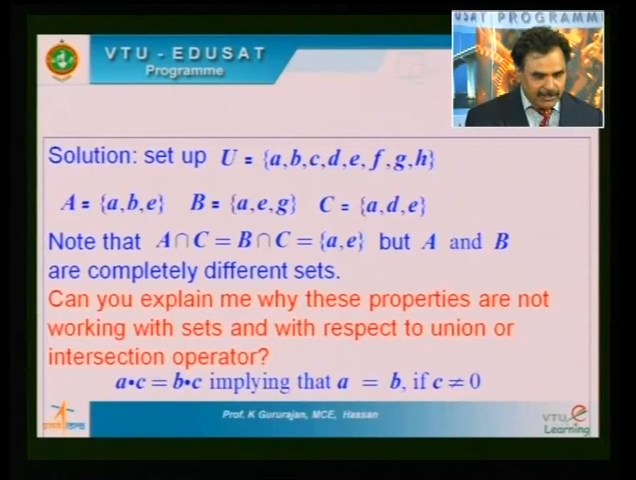 USAT PROGRAMM
VTU - EDUSAT
Programme
Solution: set up U = {a,b,c,d,e,f,g,h}
A = {a,b,e} B = {a,e,g} C = {a,d,e}
Note that A∩C = B∩C = {a,e} but A and B
are completely different sets.
Can you explain me why these properties are not
working with sets and with respect to union or
intersection operator?
a•c = b•c implying that a = b, if c ≠ 0
Prof. K Gururajan, MCE, Hassan
VTU e
Learning